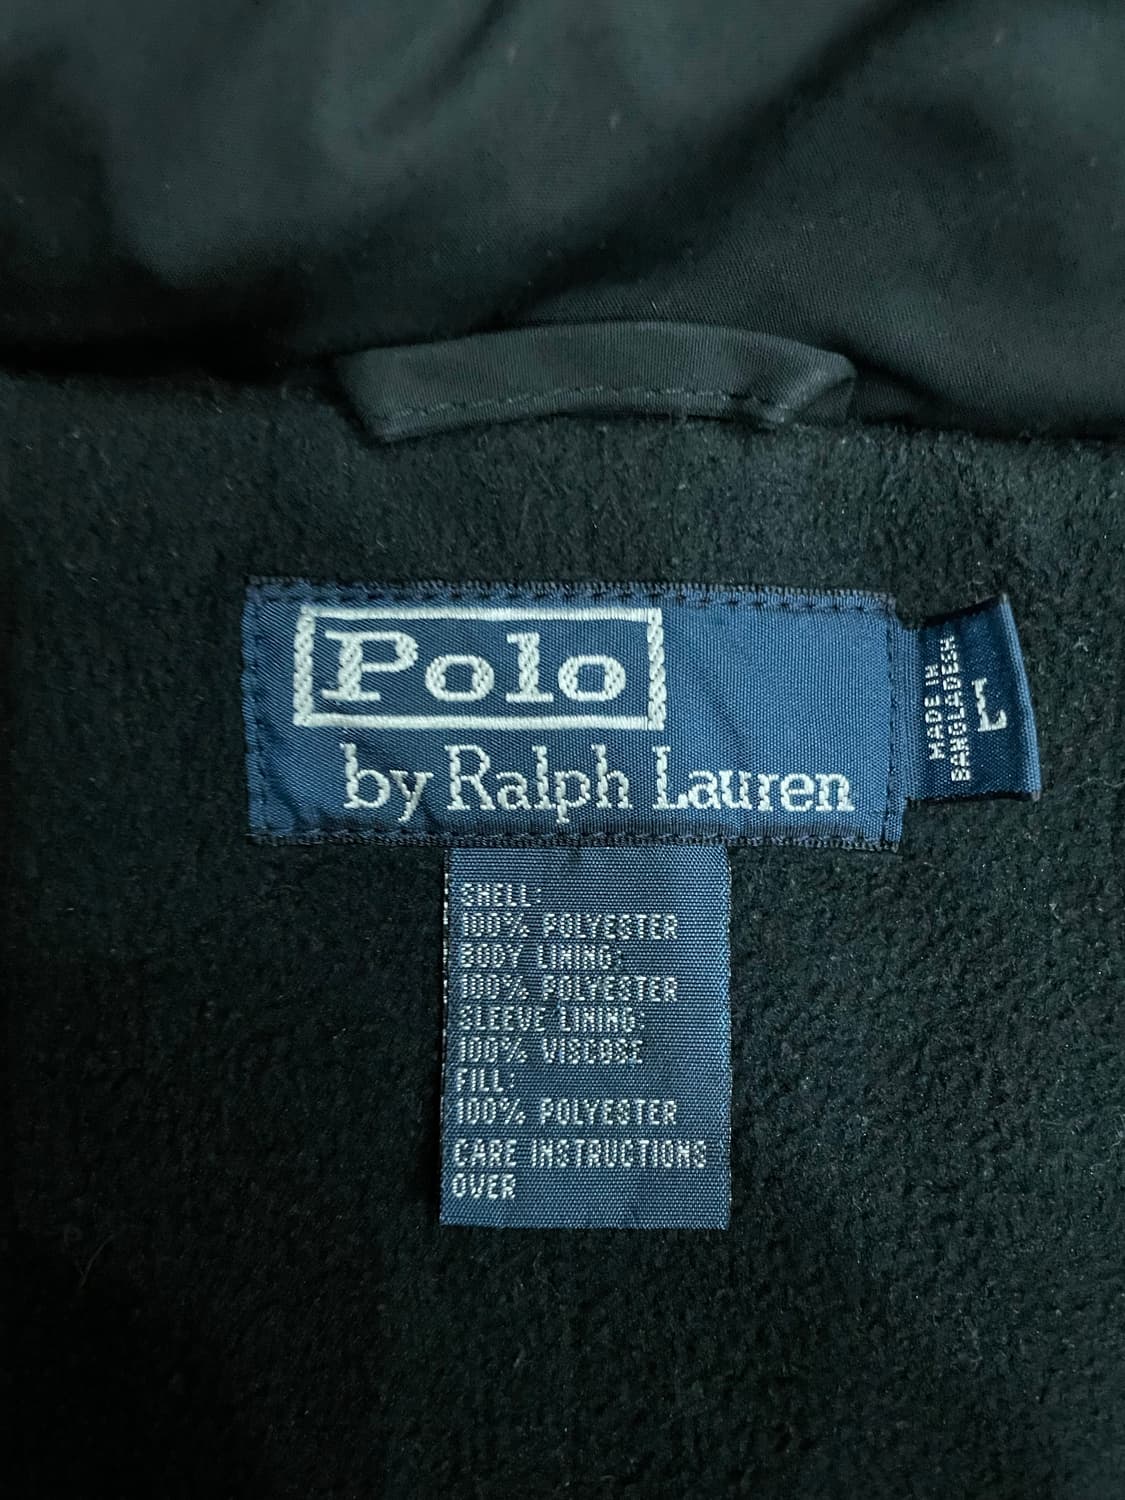 Polo
by Ralph Lauren
MADE IN
BANGLADESH
L
SHELL:
100% POLYESTER
BODY LINING:
100% POLYESTER
SLEEVE LINING:
100% VISCOSE
FILL:
100% POLYESTER
CARE INSTRUCTIONS
OVER